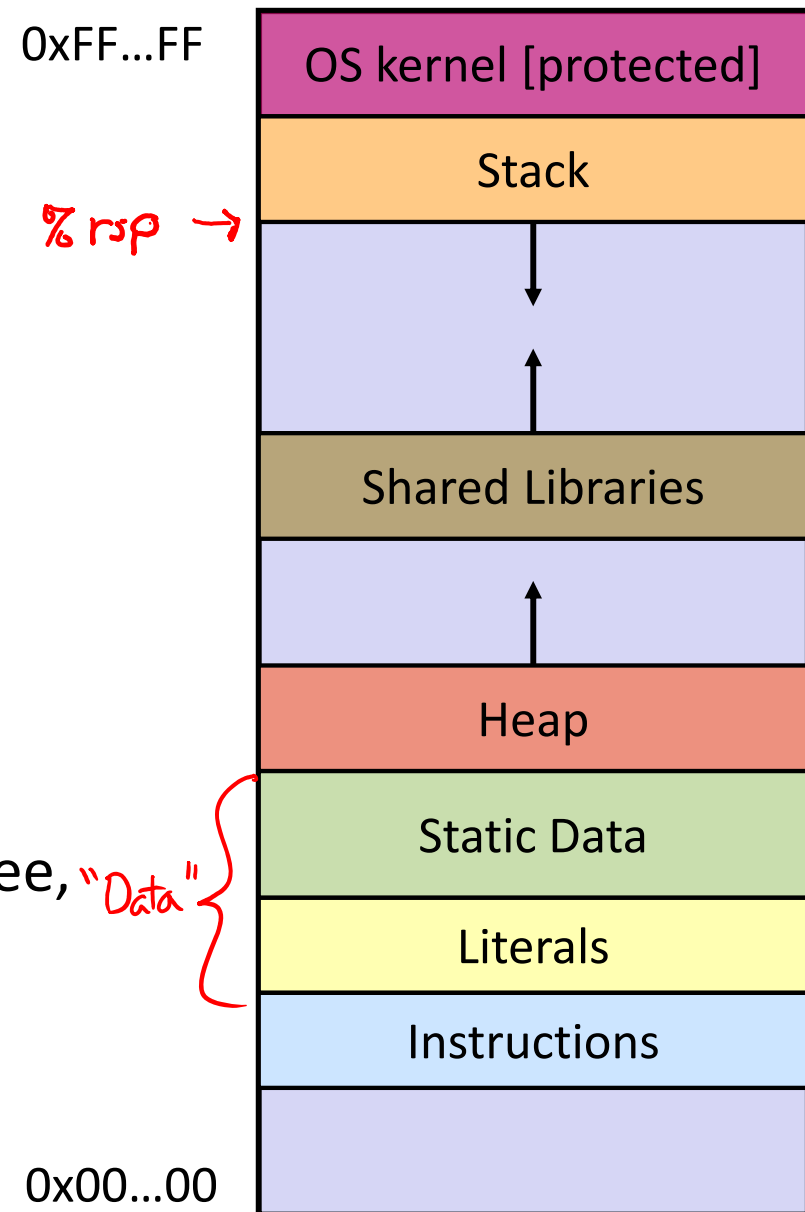 0xFF…FF
OS kernel [protected]
Stack
% rsp →
Shared Libraries
Heap
Static Data
ee, "Data"
Literals
Instructions
0x00…00